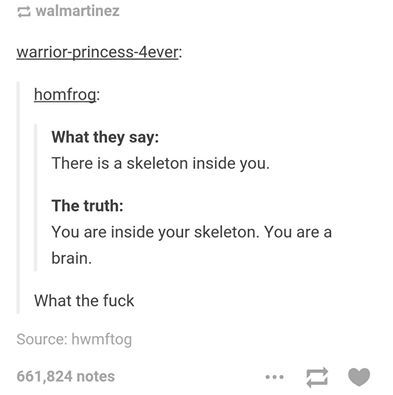 walmartinez
warrior-princess-4ever:
homfrog:
What they say:
There is a skeleton inside you.
The truth:
You are inside your skeleton. You are a
brain.
What the fuck
Source: hwmftog
661,824 notes